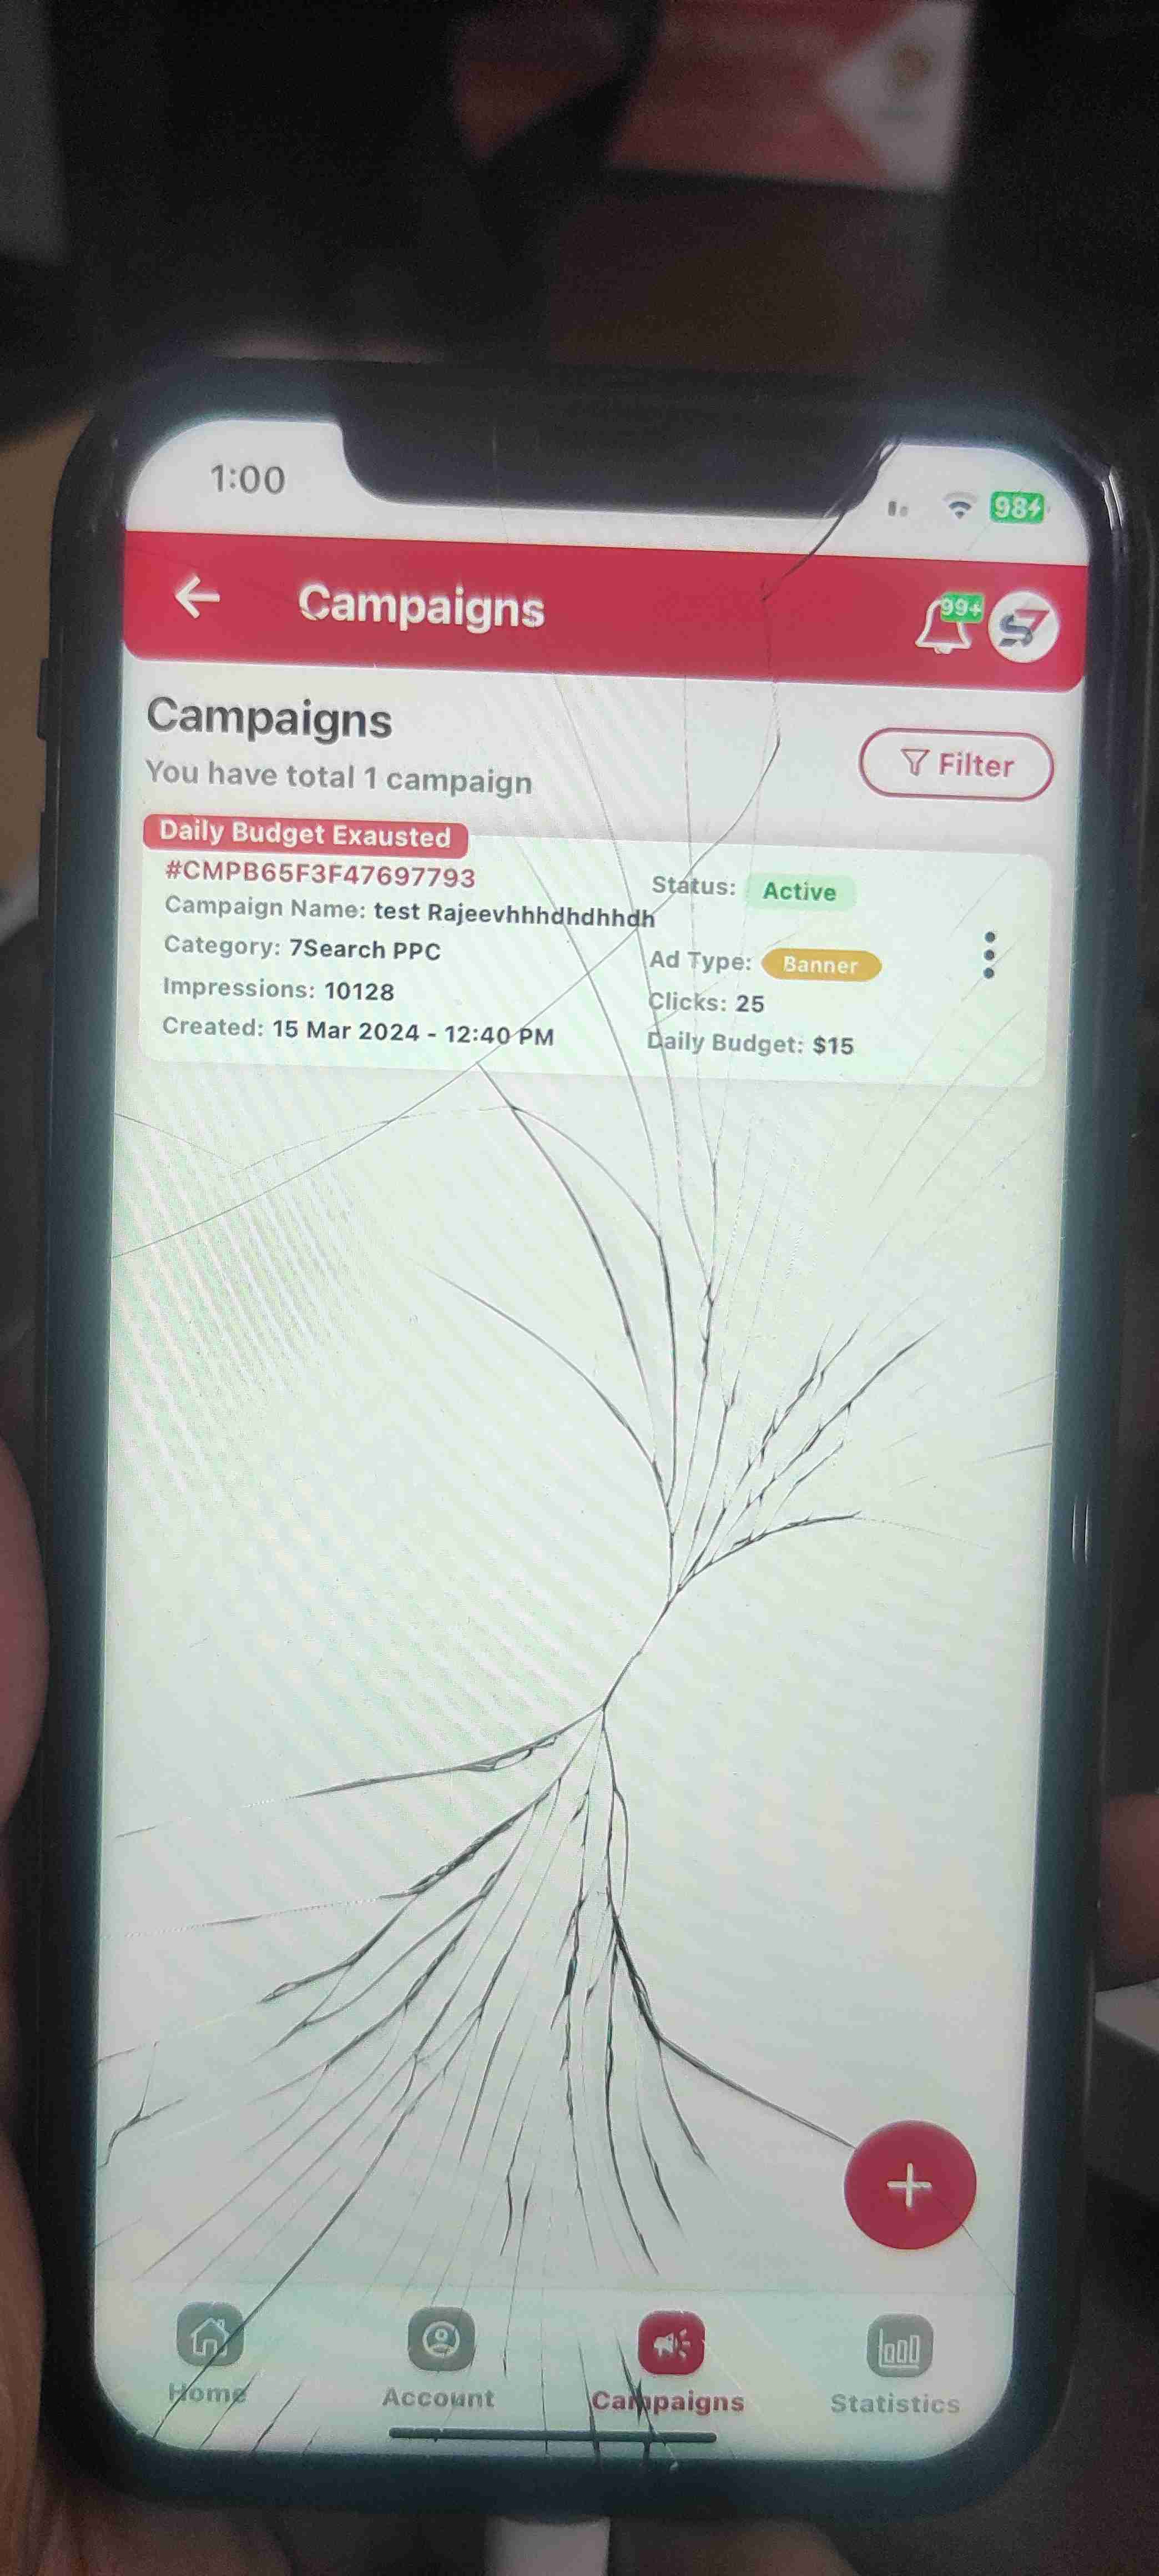 1:00
98
Campaigns
99+
S7
Campaigns
You have total 1 campaign
Filter
Daily Budget Exausted
#CMPB65F3F47697793
Status: Active
Campaign Name: test Rajeevhhhdhdhhdh
Category: 7Search PPC
Ad Type: Banner
Impressions: 10128
Clicks: 25
Created: 15 Mar 2024 - 12:40 PM
Daily Budget: $15
Home
Account
Campaigns
Statistics